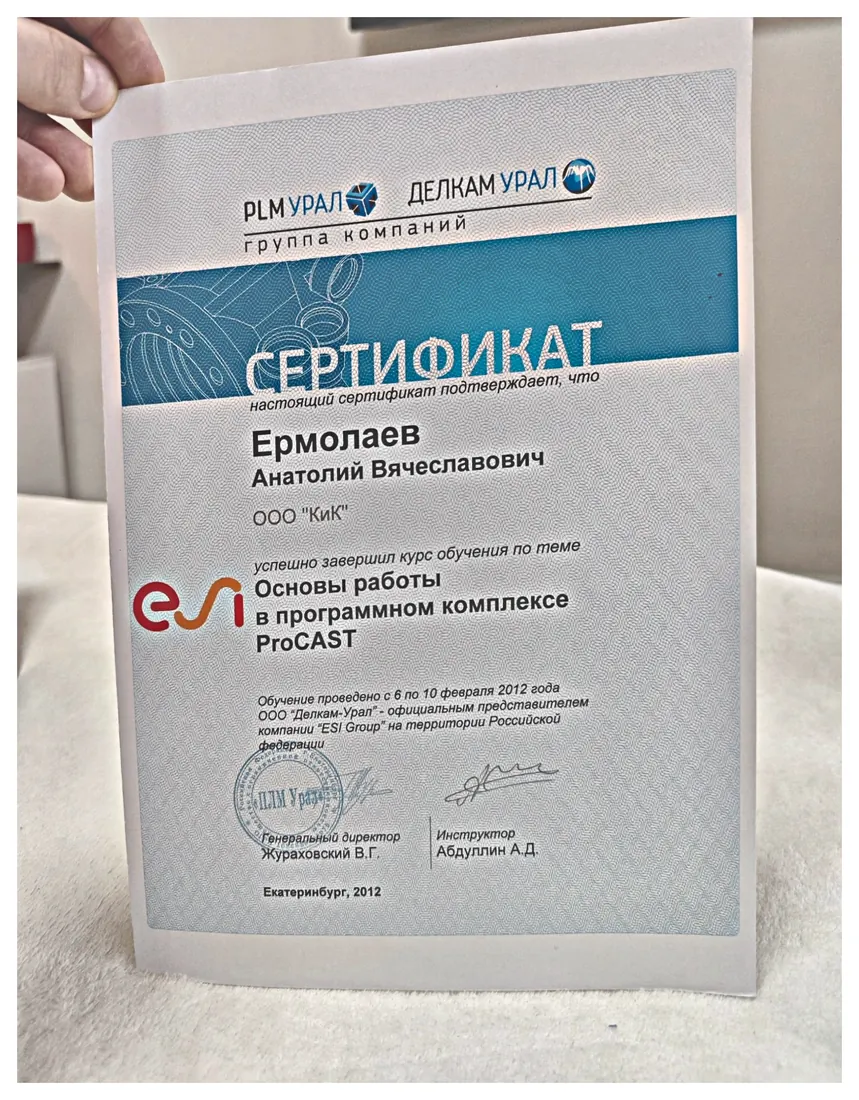 PLM УРАЛ ДЕЛКАМ УРАЛ
группа компаний
СЕРТИФИКАТ
настоящий сертификат подтверждает, что
Ермолаев
Анатолий Вячеславович
ООО "КиК"
успешно завершил курс обучения по теме
esi
Основы работы
в программном комплексе
ProCAST
Обучение проведено с 6 по 10 февраля 2012 года
ООО "Делкам-Урал" - официальным представителем
компании "ESI Group" на территории Российской
федерации
«ПЛМ Урал»
Генеральный директор
Жураховский В.Г.
Инструктор
Абдуллин А.Д.
Екатеринбург, 2012